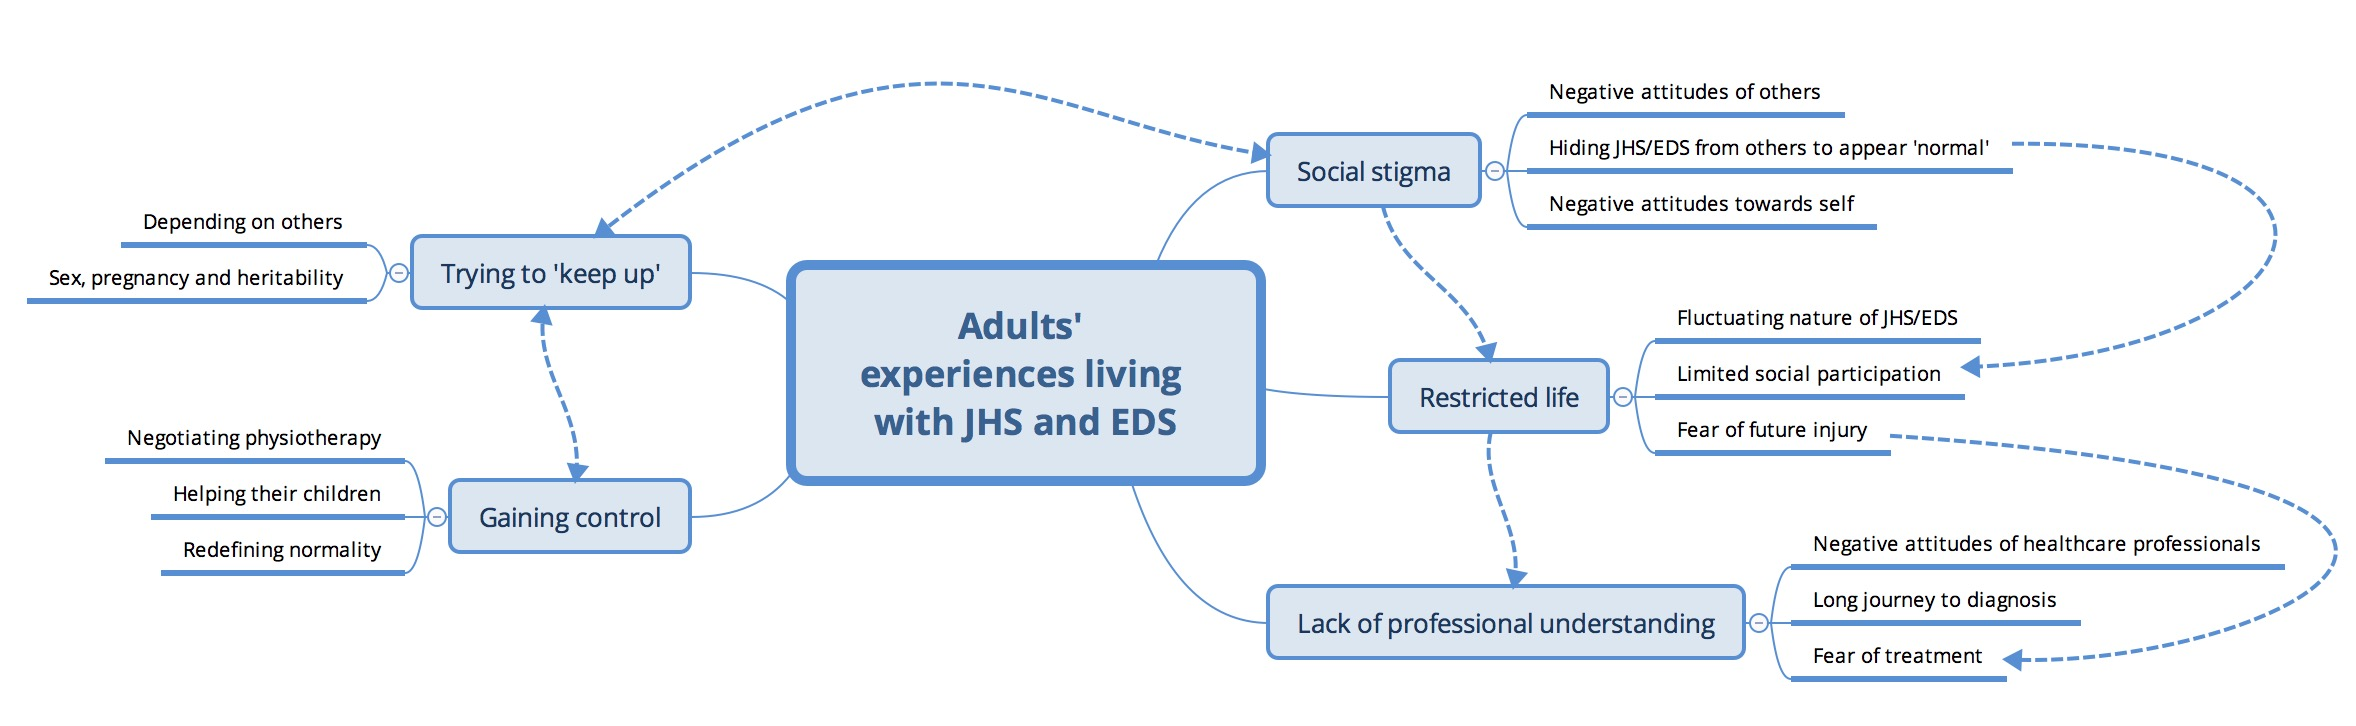 Adults'
experiences living
with JHS and EDS
Social stigma
Negative attitudes of others
Hiding JHS/EDS from others to appear 'normal'
Negative attitudes towards self
Restricted life
Fluctuating nature of JHS/EDS
Limited social participation
Fear of future injury
Lack of professional understanding
Negative attitudes of healthcare professionals
Long journey to diagnosis
Fear of treatment
Trying to 'keep up'
Depending on others
Sex, pregnancy and heritability
Gaining control
Negotiating physiotherapy
Helping their children
Redefining normality